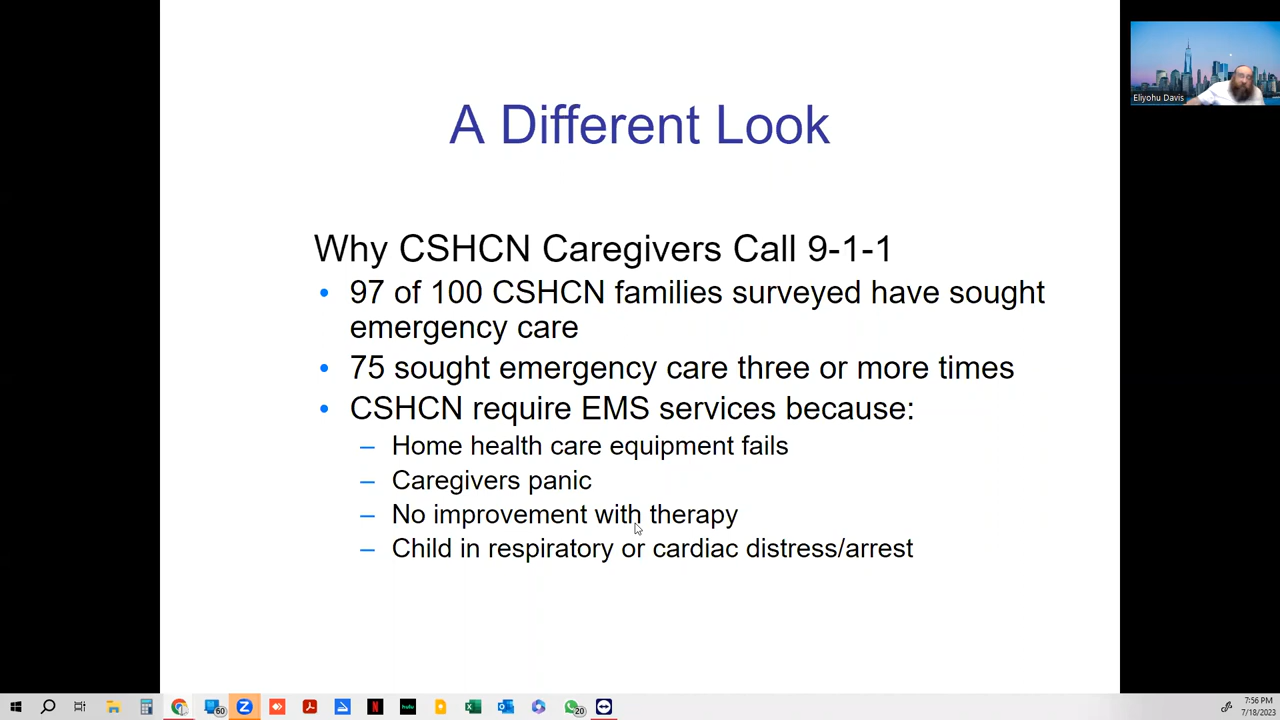 A Different Look
Why CSHCN Caregivers Call 9-1-1
• 97 of 100 CSHCN families surveyed have sought
emergency care
• 75 sought emergency care three or more times
• CSHCN require EMS services because:
– Home health care equipment fails
– Caregivers panic
– No improvement with therapy
– Child in respiratory or cardiac distress/arrest
Eliyohu Davis
60
Z
N
hulu
20
7:56 PM
7/18/2023